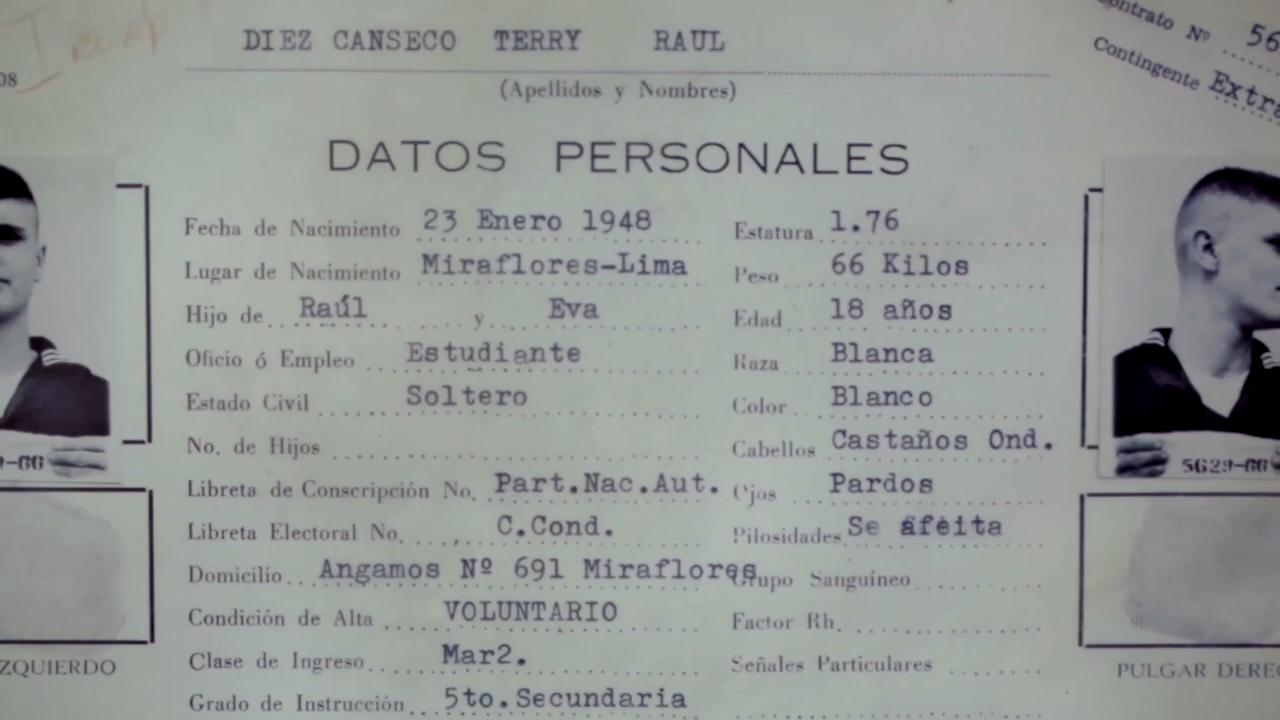 DIEZ CANSECO TERRY RAUL
(Apellidos y Nombres)
Contrato Nº 56
Contingente Extra
08
DATOS PERSONALES
Fecha de Nacimiento 23 Enero 1948
Estatura 1.76
Lugar de Nacimiento Miraflores-Lima
Peso 66 Kilos
Hijo de Raúl y Eva
Edad 18 años
Oficio ó Empleo Estudiante
Raza Blanca
Estado Civil Soltero
Color Blanco
No. de Hijos
Cabellos Castaños Ond.
Libreta de Conscripción No. Part.Nac.Aut.
Ojos Pardos
Libreta Electoral No. C.Cond.
Pilosidades Se afeita
Domicilio Angamos Nº 691 Miraflores
Grupo Sanguíneo
Condición de Alta VOLUNTARIO
Factor Rh.
Clase de Ingreso Mar2.
Señales Particulares
Grado de Instrucción 5to.Secundaria
9-66
5629-66
ZQUIERDO
PULGAR DEREC